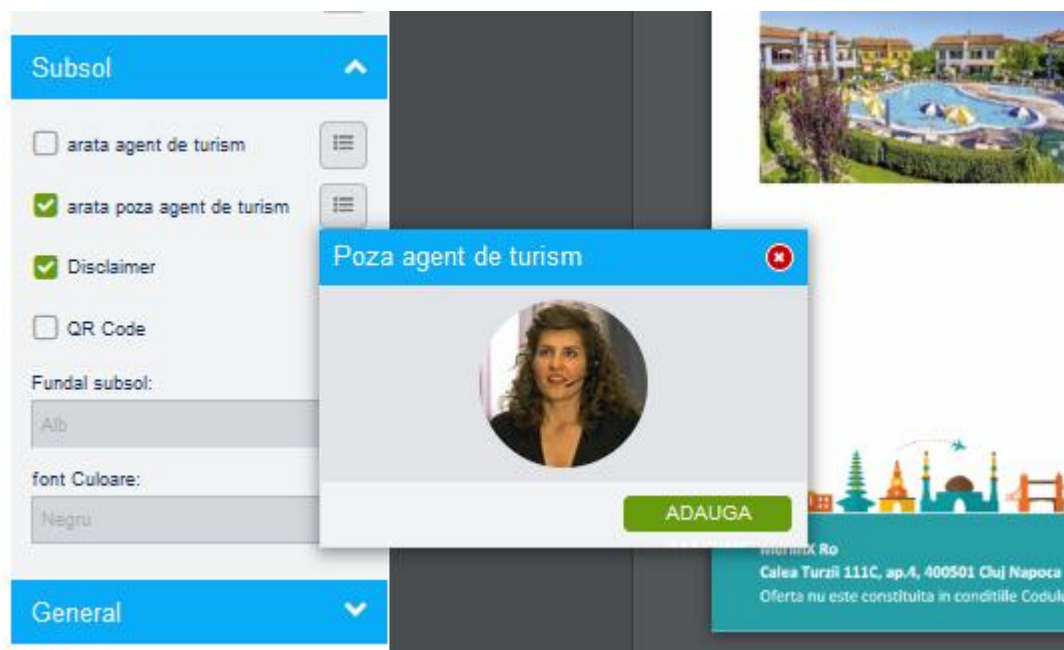 Subsol
arata agent de turism
arata poza agent de turism
Disclaimer
QR Code
Fundal subsol:
Alb
font Culoare:
Negru
General
Poza agent de turism
ADAUGA
MerlinX Ro
Calea Turzii 111C, ap.4, 400501 Cluj Napoca
Oferta nu este constituita in conditiile